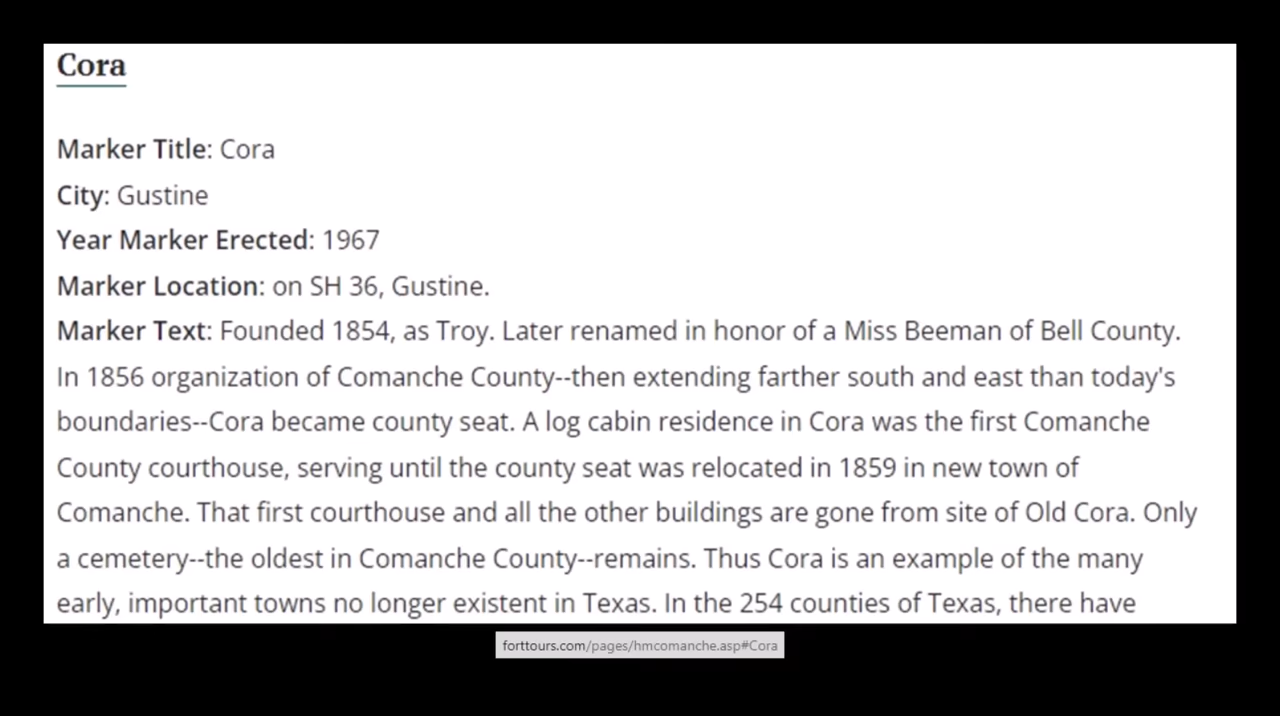 Cora
Marker Title: Cora
City: Gustine
Year Marker Erected: 1967
Marker Location: on SH 36, Gustine.
Marker Text: Founded 1854, as Troy. Later renamed in honor of a Miss Beeman of Bell County.
In 1856 organization of Comanche County--then extending farther south and east than today's
boundaries--Cora became county seat. A log cabin residence in Cora was the first Comanche
County courthouse, serving until the county seat was relocated in 1859 in new town of
Comanche. That first courthouse and all the other buildings are gone from site of Old Cora. Only
a cemetery--the oldest in Comanche County--remains. Thus Cora is an example of the many
early, important towns no longer existent in Texas. In the 254 counties of Texas, there have
forttours.com/pages/hmcomanche.asp#Cora